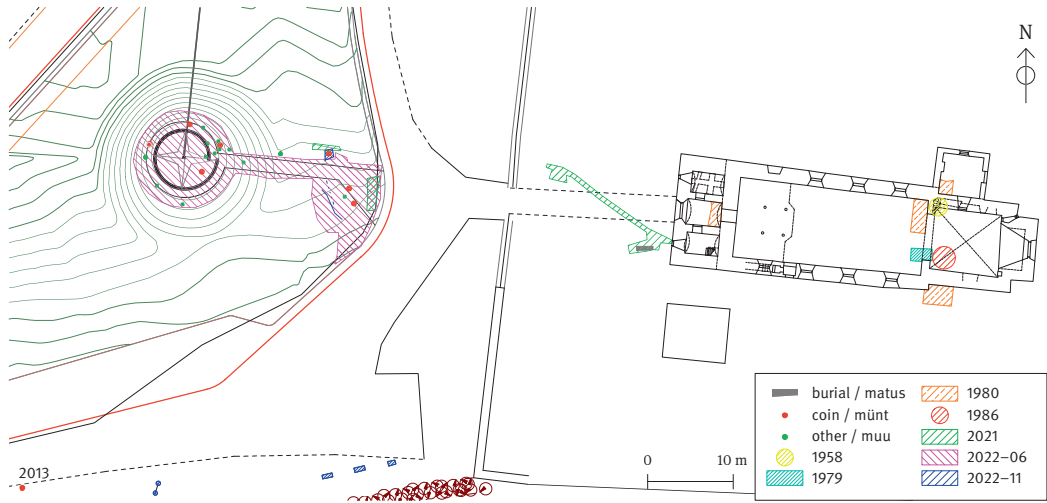 N
2013
0 10 m
burial / matus
coin / münt
other / muu
1958
1979
1980
1986
2021
2022–06
2022–11